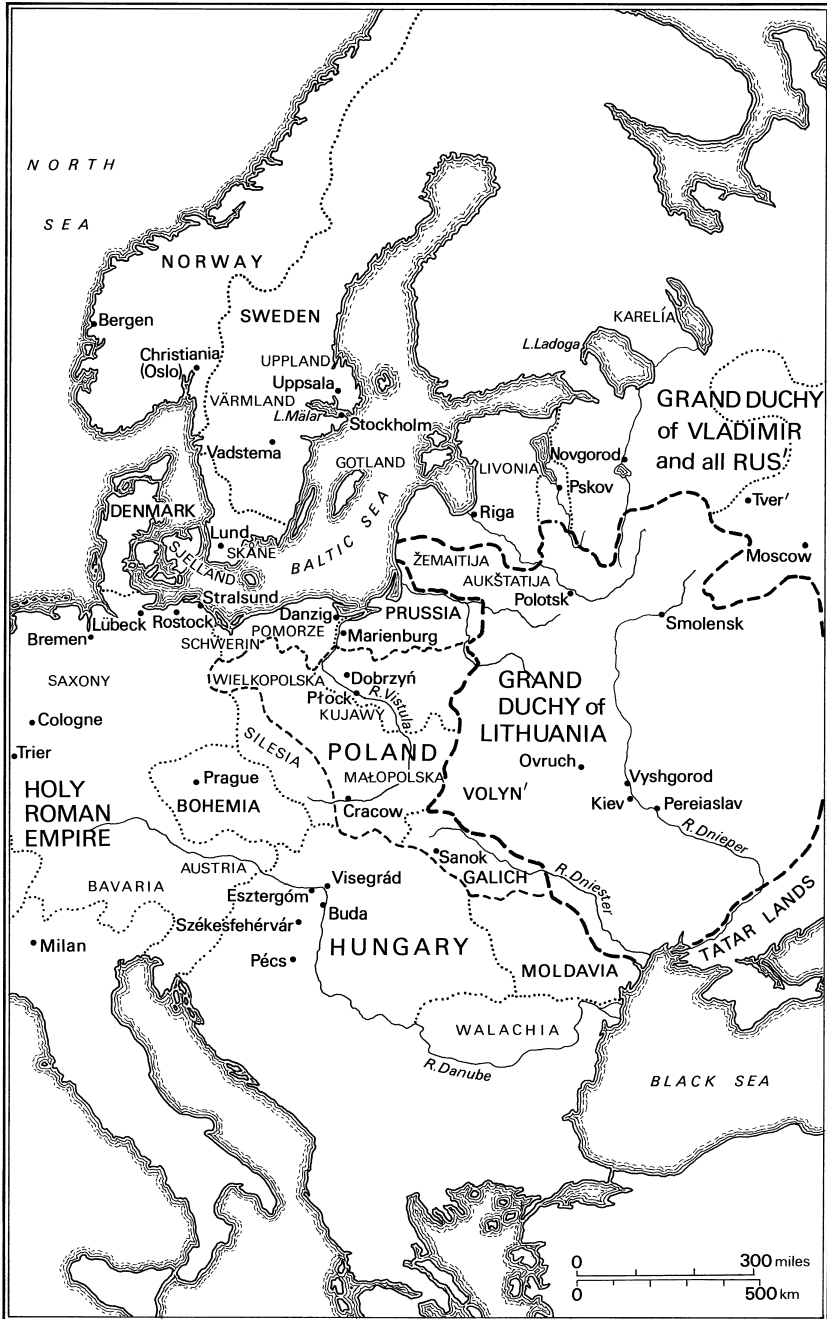 NORTH
SEA
NORWAY
Bergen
SWEDEN
KARELÍA
L.Ladoga
Christiania
(Oslo)
UPPLAND
Uppsala
VÄRMLAND
L.Mälar
Stockholm
GRAND DUCHY
of VLADIMIR
and all RUS'
Vadstema
GOTLAND
LIVONIA
Novgorod
Pskov
Tver'
DENMARK
Riga
Lund
SKÅNE
SJELLAND
BALTIC SEA
Moscow
ŽEMAITIJA
AUKŠTATIJA
Polotsk
Stralsund
Danzig
PRUSSIA
Smolensk
Lübeck
Rostock
Bremen
SCHWERIN
POMORZE
Marienburg
SAXONY
WIELKOPOLSKA
Dobrzyń
Płock
R.Vistula
KUJAWY
GRAND
DUCHY of
LITHUANIA
Cologne
SILESIA
Trier
POLAND
Ovruch
Prague
MAŁOPOLSKA
Vyshgorod
HOLY
ROMAN
EMPIRE
BOHEMIA
Cracow
VOLYN'
Kiev
Pereiaslav
R.Dnieper
AUSTRIA
Sanok
GALICH
R.Dniester
BAVARIA
Visegrád
Esztergóm
Buda
Székesfehérvár
TATAR LANDS
Milan
HUNGARY
Pécs
MOLDAVIA
WALACHIA
R.Danube
BLACK SEA
0 300 miles
0 500 km